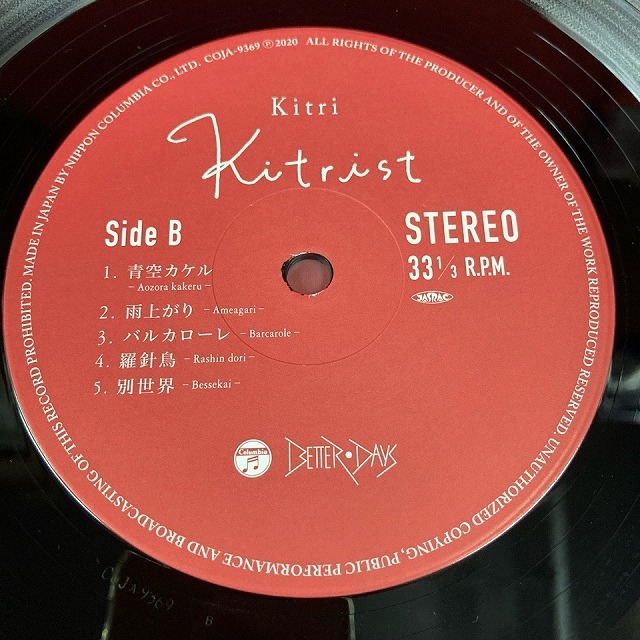 MADE IN JAPAN BY NIPPON COLUMBIA CO., LTD. COJA-9369 ℗ 2020 ALL RIGHTS OF THE PRODUCER AND OF THE OWNER OF THE WORK REPRODUCED RESERVED. UNAUTHORIZED COPYING, PUBLIC PERFORMANCE AND BROADCASTING OF THIS RECORD PROHIBITED.
Kitri
Kitrist
Side B
STEREO
33 1/3 R.P.M.
JASRAC
1. 青空カケル
- Aozora kakeru -
2. 雨上がり - Ameagari -
3. バルカローレ - Barcarole -
4. 羅針鳥 - Rashin dori -
5. 別世界 - Bessekai -
Columbia
BETTER・DAYS
COJA9369 B